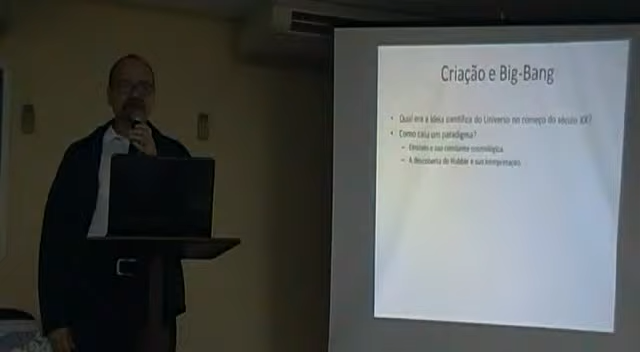 Criação e Big-Bang
• Qual era a ideia científica do Universo no começo do século XX?
• Como caiu um paradigma?
– Einstein e sua constante cosmológica.
– A descoberta de Hubble e sua interpretação.